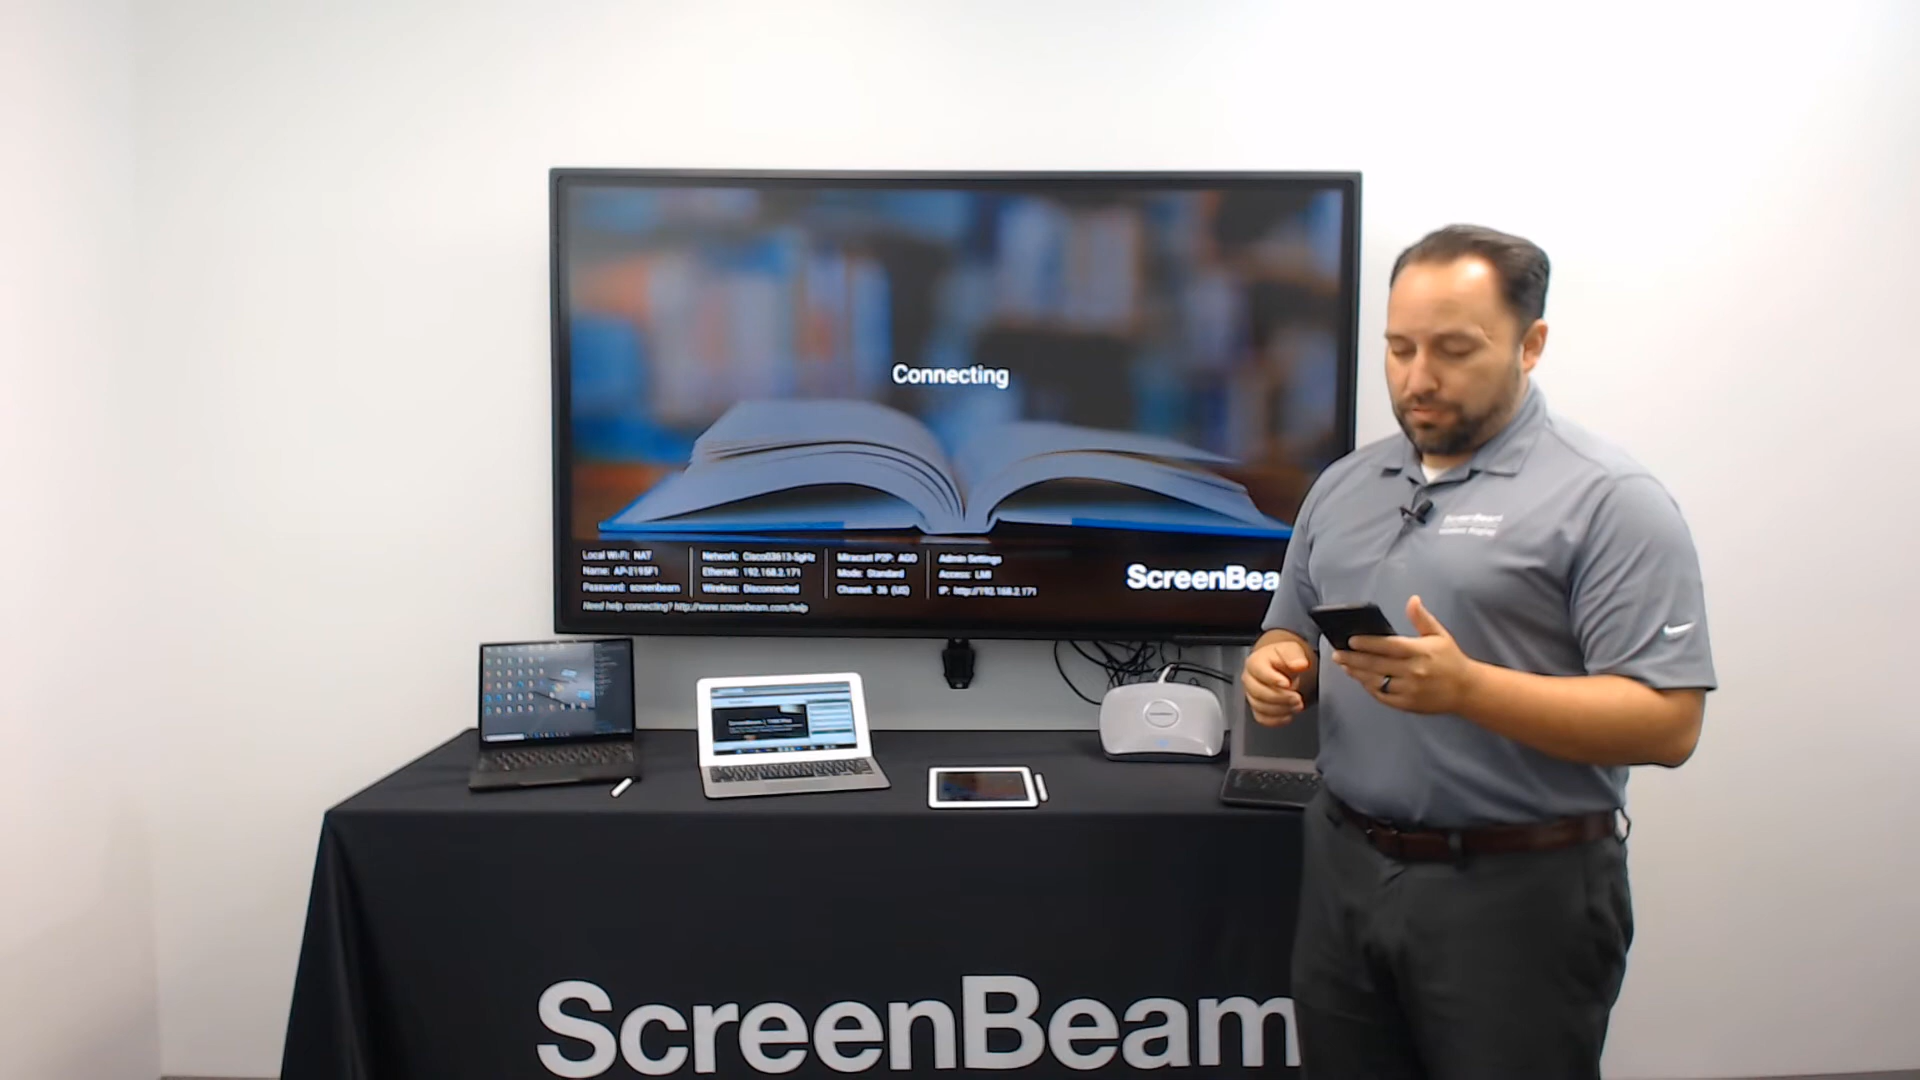 Connecting
Local Wi-Fi: NAT
Name: AP-2195F1
Password: screenbeam
Network: Cisco03613-5gHz
Ethernet: 192.168.2.171
Wireless: Disconnected
Miracast P2P: AGO
Mode: Standard
Channel: 36 (US)
Admin Settings
Access: LMI
IP: http://192.168.2.171
Need help connecting? http://www.screenbeam.com/help
ScreenBea
ScreenBeam
ScreenBeam